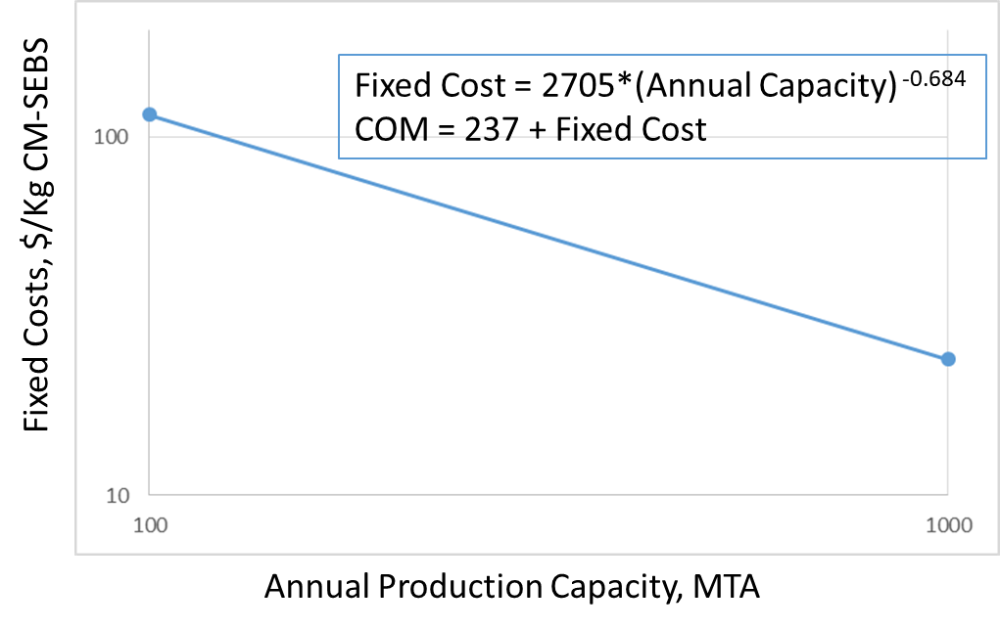 Fixed Costs, $/Kg CM-SEBS
Fixed Cost = 2705*(Annual Capacity)-0.684
COM = 237 + Fixed Cost
100
10
100
1000
Annual Production Capacity, MTA